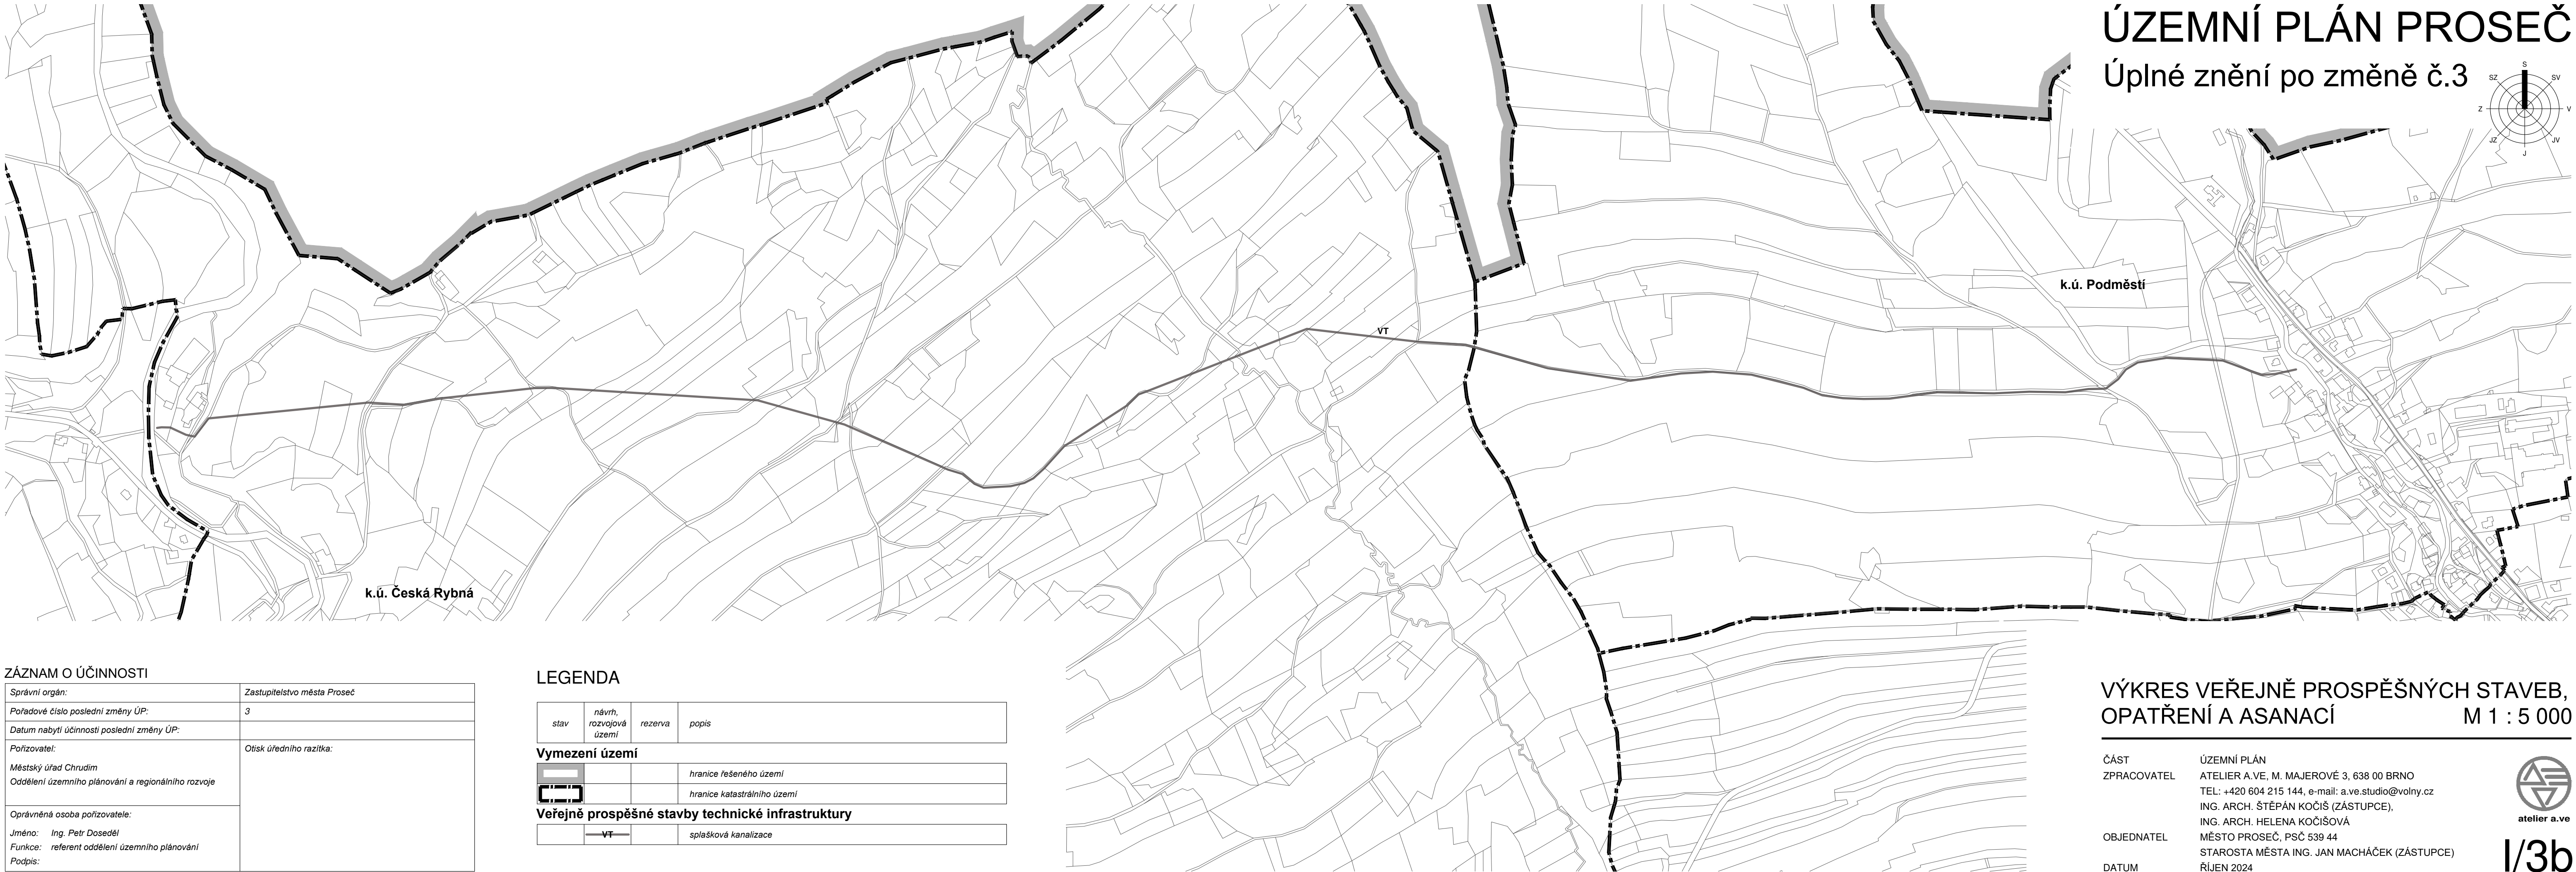 ÚZEMNÍ PLÁN PROSEČ
Úplné znění po změně č.3
S
SZ
SV
Z
V
JZ
JV
J
k.ú. Podměstí
VT
k.ú. Česká Rybná
ZÁZNAM O ÚČINNOSTI
Správní orgán: Zastupitelstvo města Proseč
Pořadové číslo poslední změny ÚP: 3
Datum nabytí účinnosti poslední změny ÚP:
Pořizovatel: Otisk úředního razítka:
Městský úřad Chrudim
Oddělení územního plánování a regionálního rozvoje
Oprávněná osoba pořizovatele:
Jméno: Ing. Petr Doseděl
Funkce: referent oddělení územního plánování
Podpis:
LEGENDA
stav
návrh,
rozvojová
území
rezerva
popis
Vymezení území
hranice řešeného území
hranice katastrálního území
Veřejně prospěšné stavby technické infrastruktury
VT splašková kanalizace
VÝKRES VEŘEJNĚ PROSPĚŠNÝCH STAVEB,
OPATŘENÍ A ASANACÍ M 1 : 5 000
ČÁST ÚZEMNÍ PLÁN
ZPRACOVATEL ATELIER A.VE, M. MAJEROVÉ 3, 638 00 BRNO
TEL: +420 604 215 144, e-mail: a.ve.studio@volny.cz
ING. ARCH. ŠTĚPÁN KOČIŠ (ZÁSTUPCE),
ING. ARCH. HELENA KOČIŠOVÁ
OBJEDNATEL MĚSTO PROSEČ, PSČ 539 44
STAROSTA MĚSTA ING. JAN MACHÁČEK (ZÁSTUPCE)
DATUM ŘÍJEN 2024
atelier a.ve
I/3b